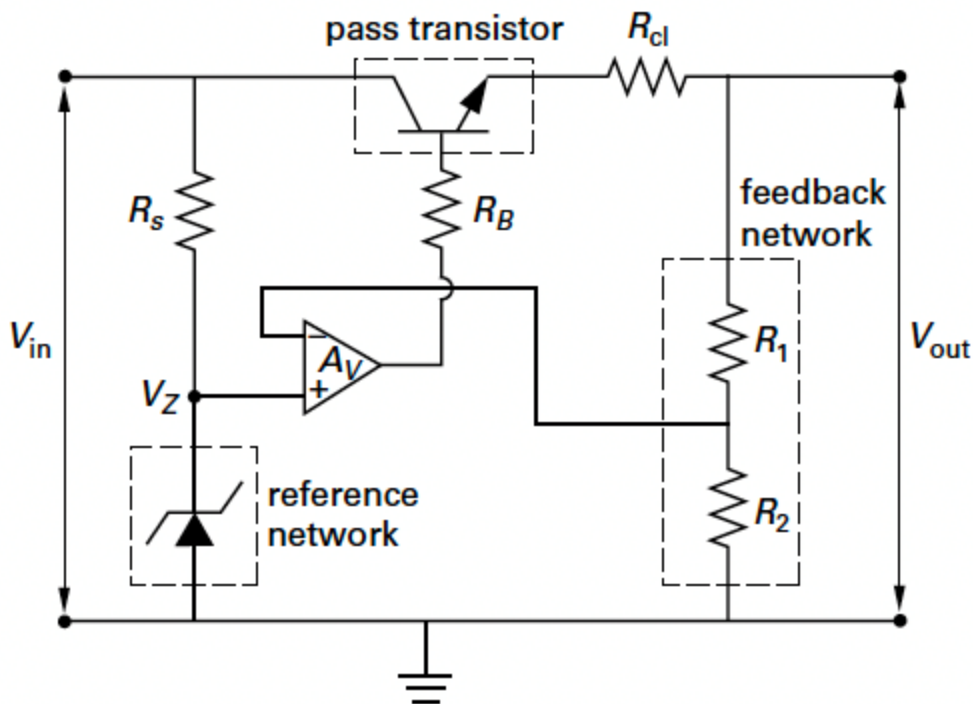 pass transistor
R_cl
R_s
R_B
feedback
network
V_in
−
A_V
+
R_1
V_out
V_Z
reference
network
R_2